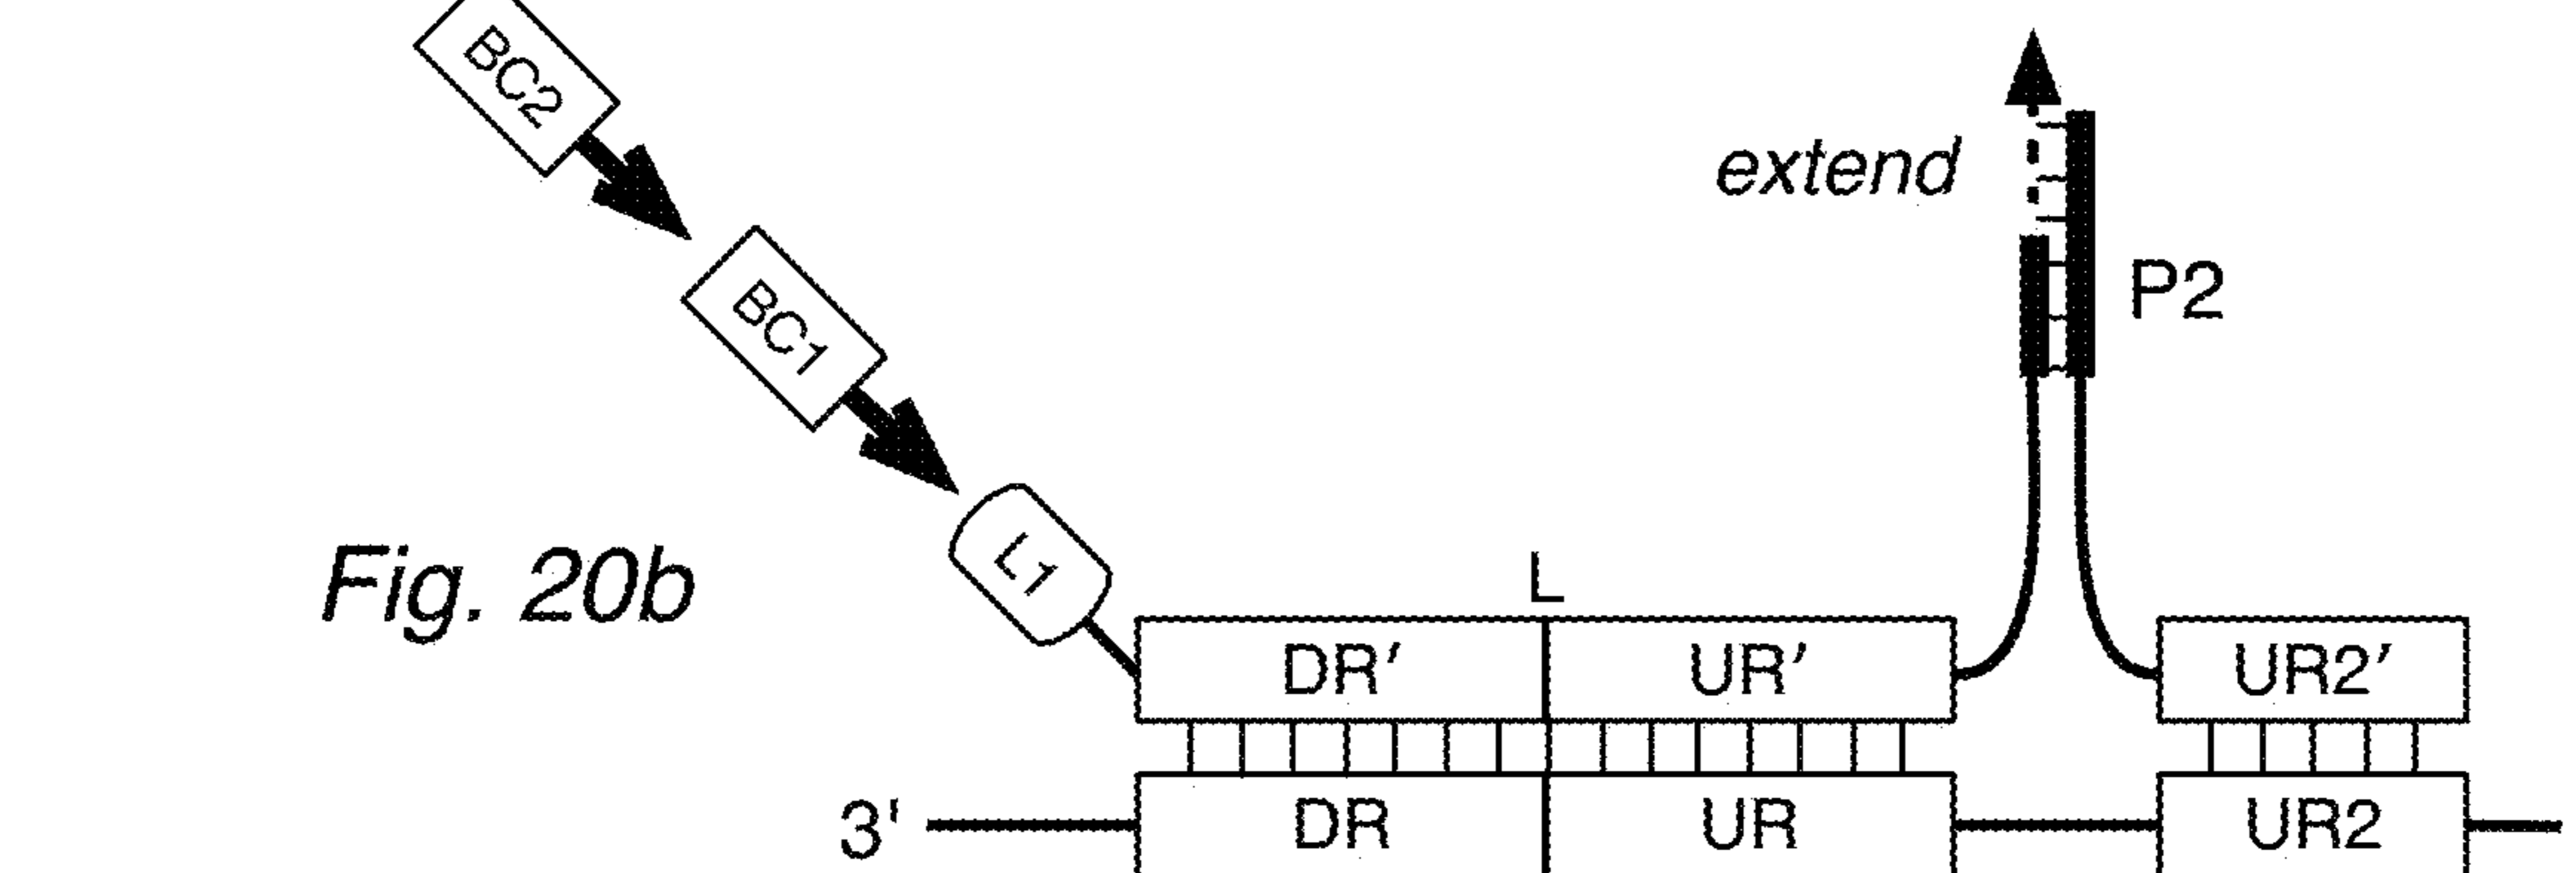 BC2
extend
P2
BC1
L1
Fig. 20b
L
DR′ UR′ UR2′
3' DR UR UR2